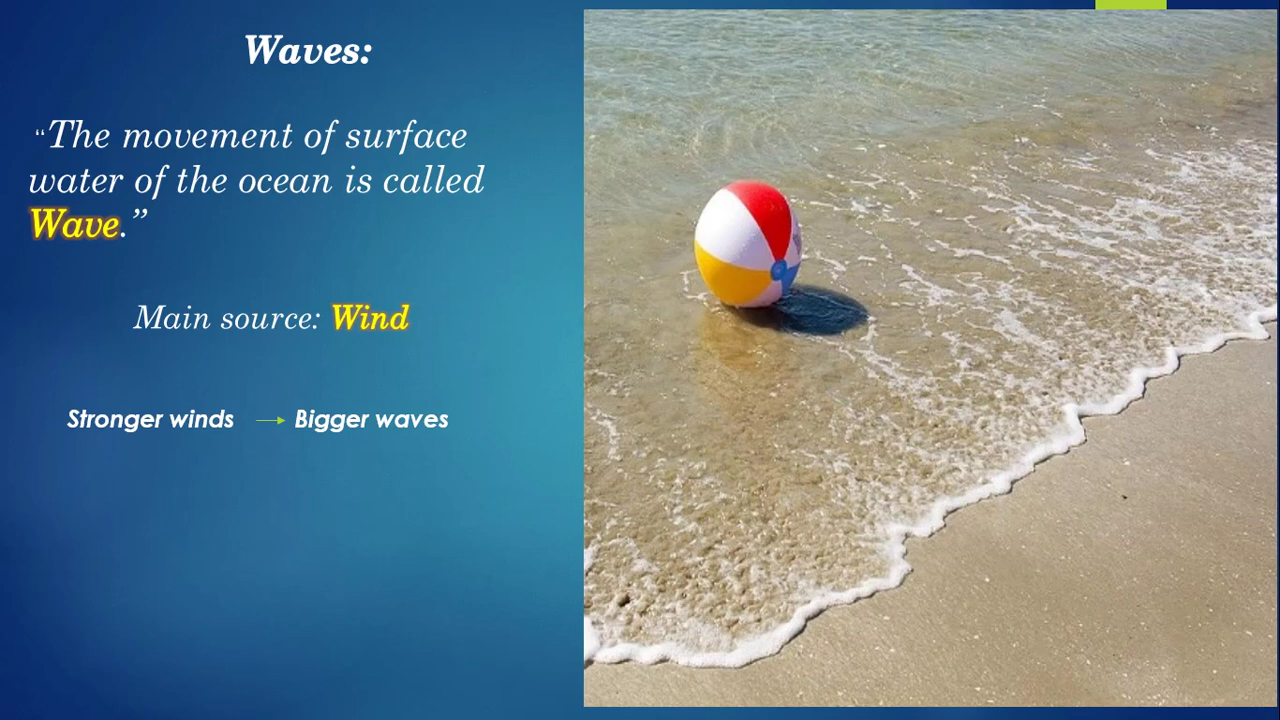 Waves:
“The movement of surface
water of the ocean is called
Wave.”
Main source: Wind
Stronger winds → Bigger waves